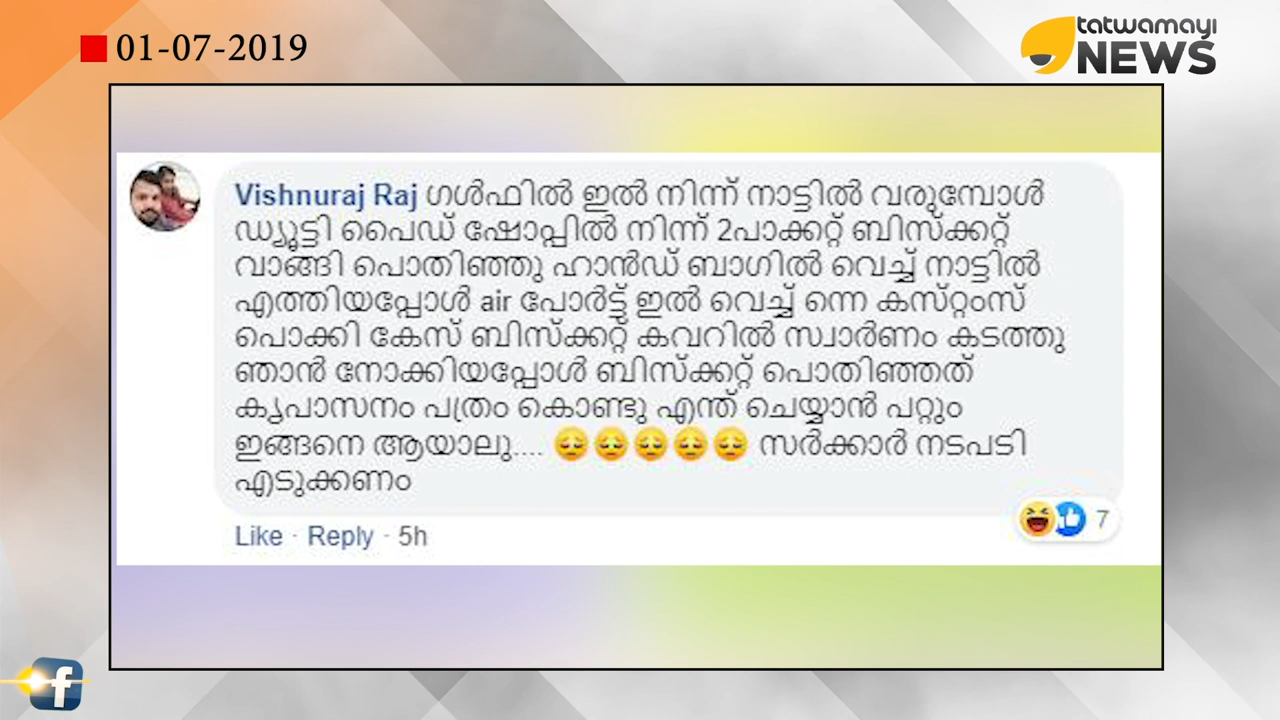 01-07-2019
tatwamayi
NEWS
Vishnuraj Raj ഗൾഫിൽ ഇൽ നിന്ന് നാട്ടിൽ വരുമ്പോൾ
ഡ്യൂട്ടി പൈഡ് ഷോപ്പിൽ നിന്ന് 2പാക്കറ്റ് ബിസ്ക്കറ്റ്
വാങ്ങി പൊതിഞ്ഞു ഹാൻഡ് ബാഗിൽ വെച്ച് നാട്ടിൽ
എത്തിയപ്പോൾ air പോർട്ട് ഇൽ വെച്ച് ന്നെ കസ്റ്റംസ്
പൊക്കി കേസ് ബിസ്ക്കറ്റ് കവറിൽ സ്വാർണം കടത്തു
ഞാൻ നോക്കിയപ്പോൾ ബിസ്ക്കറ്റ് പൊതിഞ്ഞത്
കൃപാസനം പത്രം കൊണ്ടു എന്ത് ചെയ്യാൻ പറ്റും
ഇങ്ങനെ ആയാലു.... 😔😔😔😔😔 സർക്കാർ നടപടി
എടുക്കണം
Like · Reply · 5h
7
f